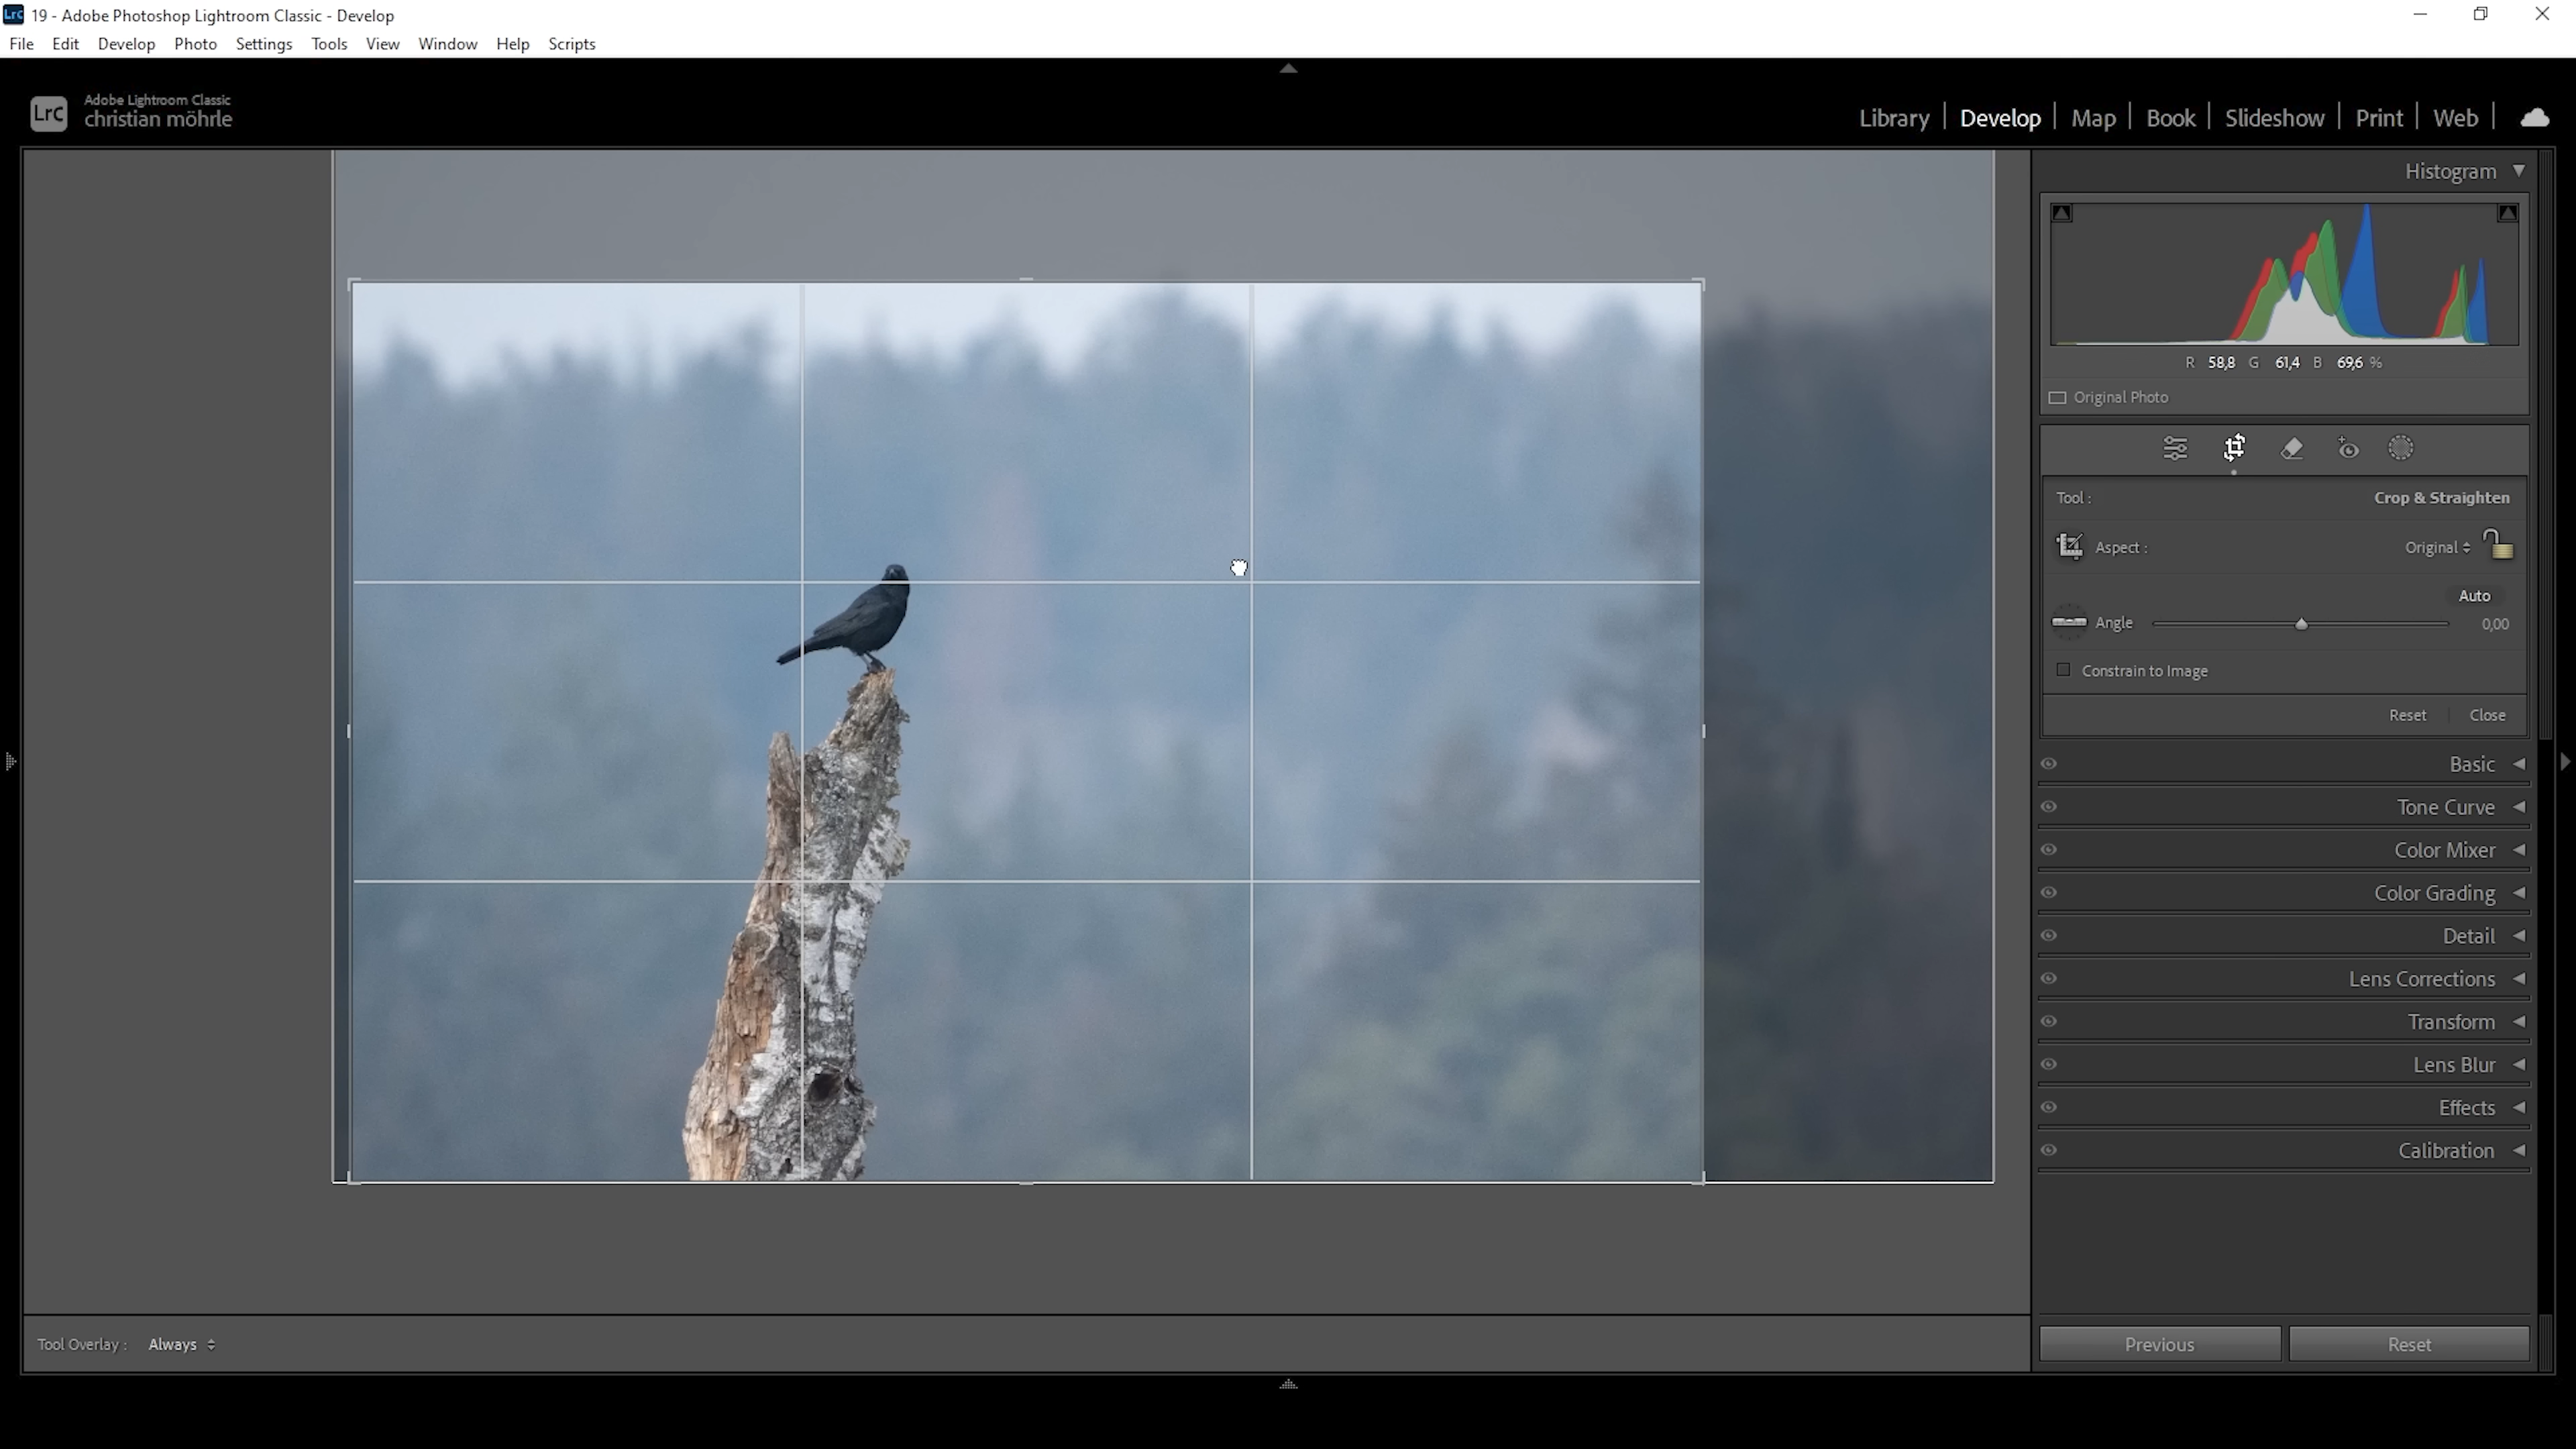 Lrc 19 - Adobe Photoshop Lightroom Classic - Develop
File Edit Develop Photo Settings Tools View Window Help Scripts
Lrc
Adobe Lightroom Classic
christian möhrle
Library | Develop | Map | Book | Slideshow | Print | Web |
Histogram
R 58,8 G 61,4 B 69,6 %
Original Photo
Tool : Crop & Straighten
Aspect : Original
Auto
Angle 0,00
Constrain to Image
Reset Close
Basic
Tone Curve
Color Mixer
Color Grading
Detail
Lens Corrections
Transform
Lens Blur
Effects
Calibration
Tool Overlay : Always
Previous Reset